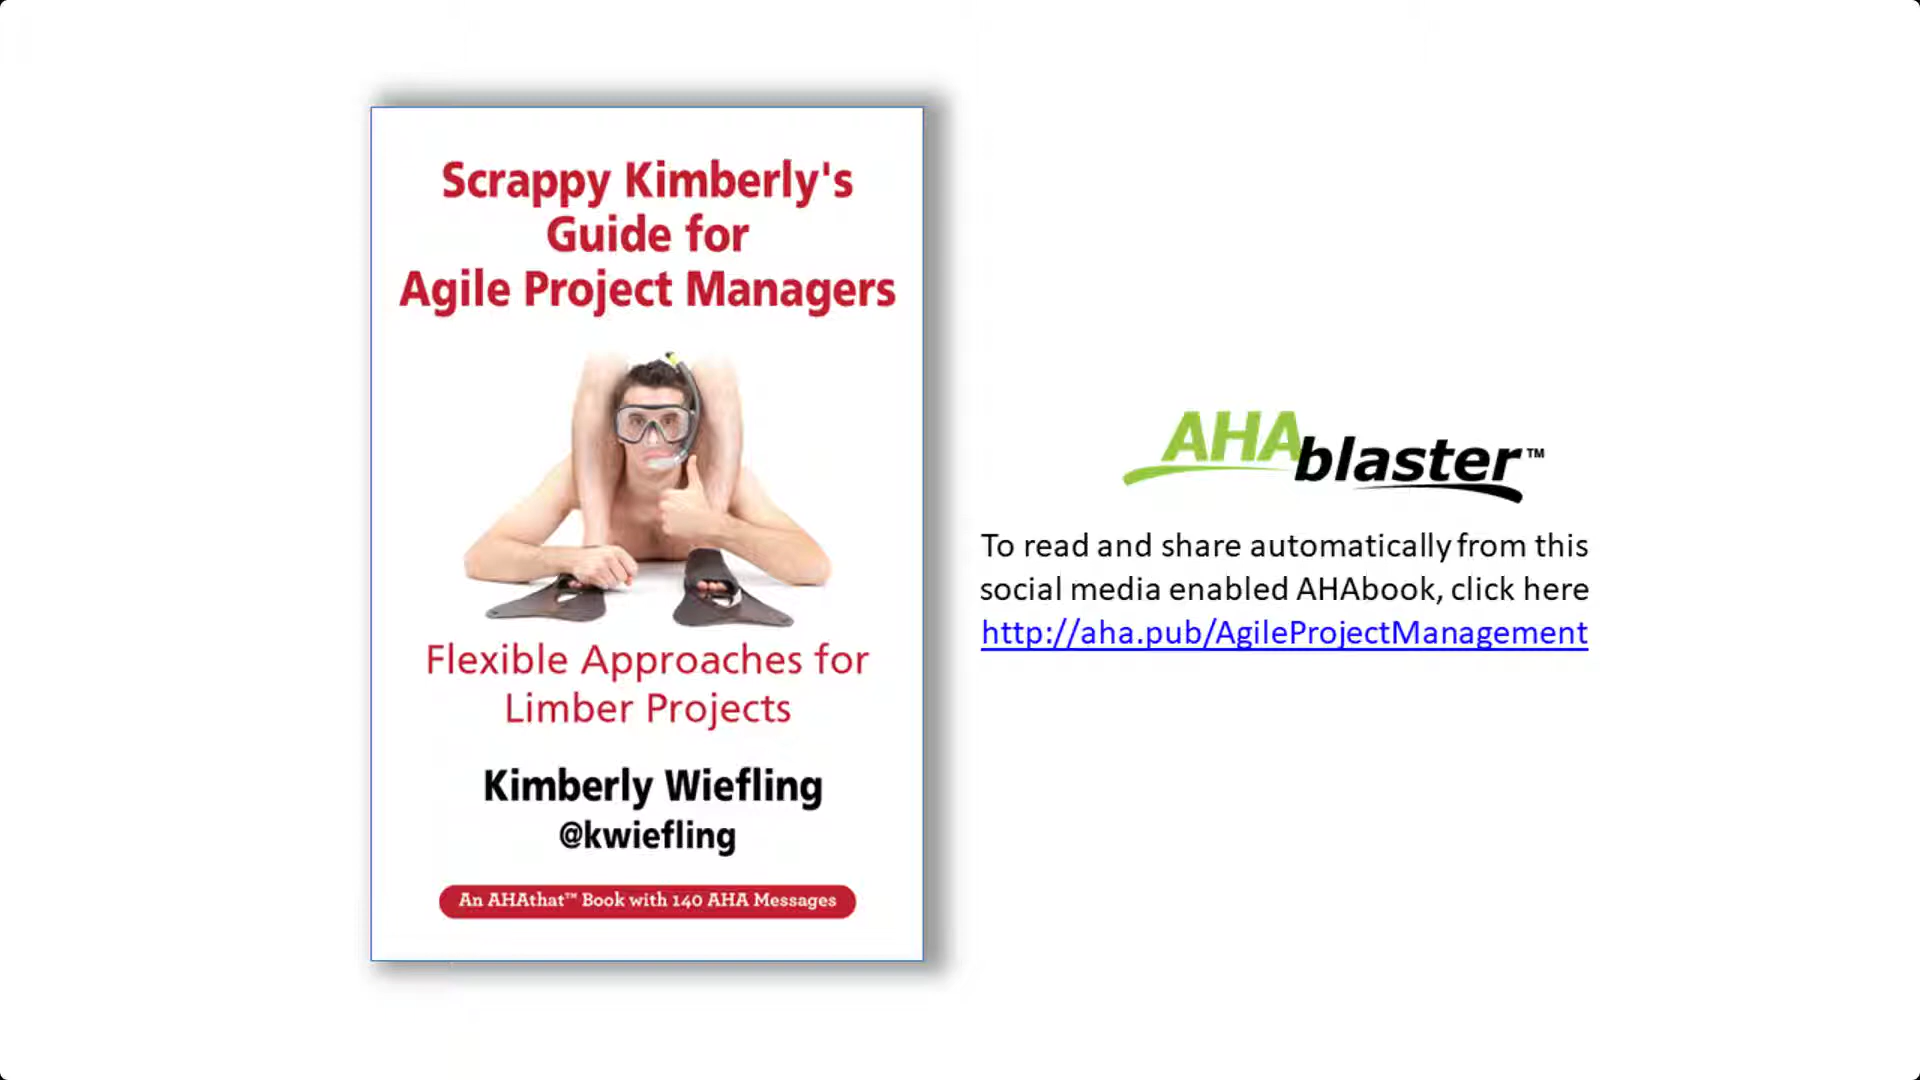 Scrappy Kimberly's
Guide for
Agile Project Managers
Flexible Approaches for
Limber Projects
Kimberly Wiefling
@kwiefling
An AHAthat™ Book with 140 AHA Messages
AHAblaster™
To read and share automatically from this
social media enabled AHAbook, click here
http://aha.pub/AgileProjectManagement